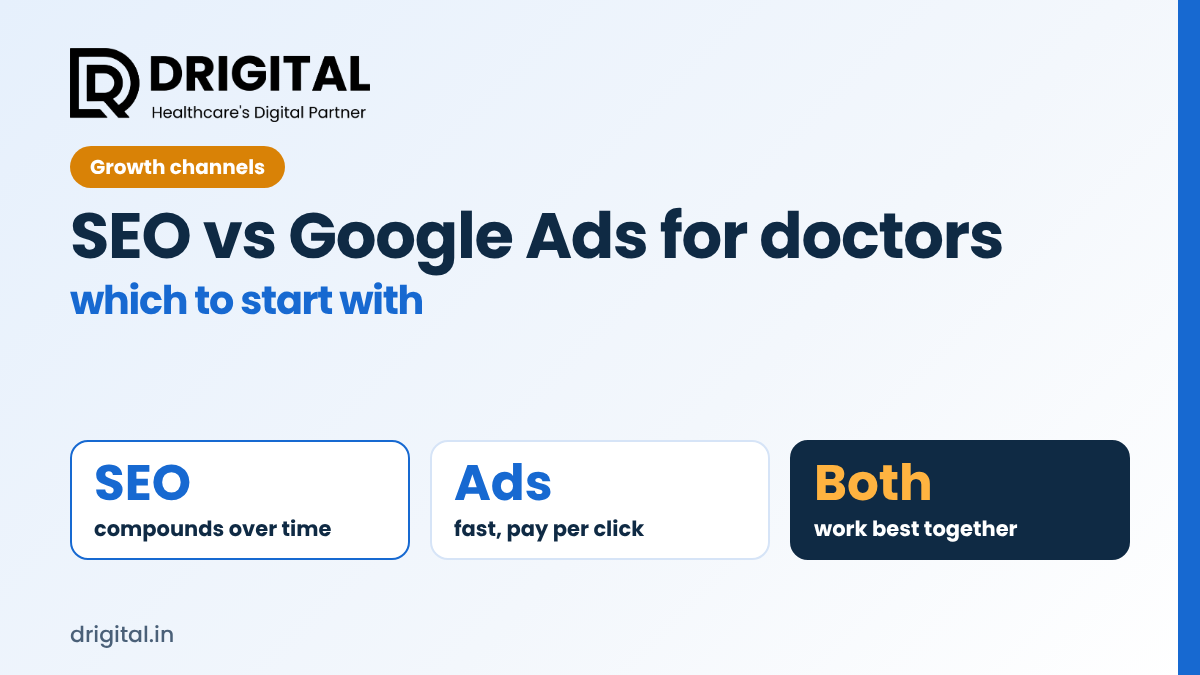 DRIGITAL
Healthcare's Digital Partner
Growth channels
SEO vs Google Ads for doctors
which to start with
SEO
compounds over time
Ads
fast, pay per click
Both
work best together
drigital.in